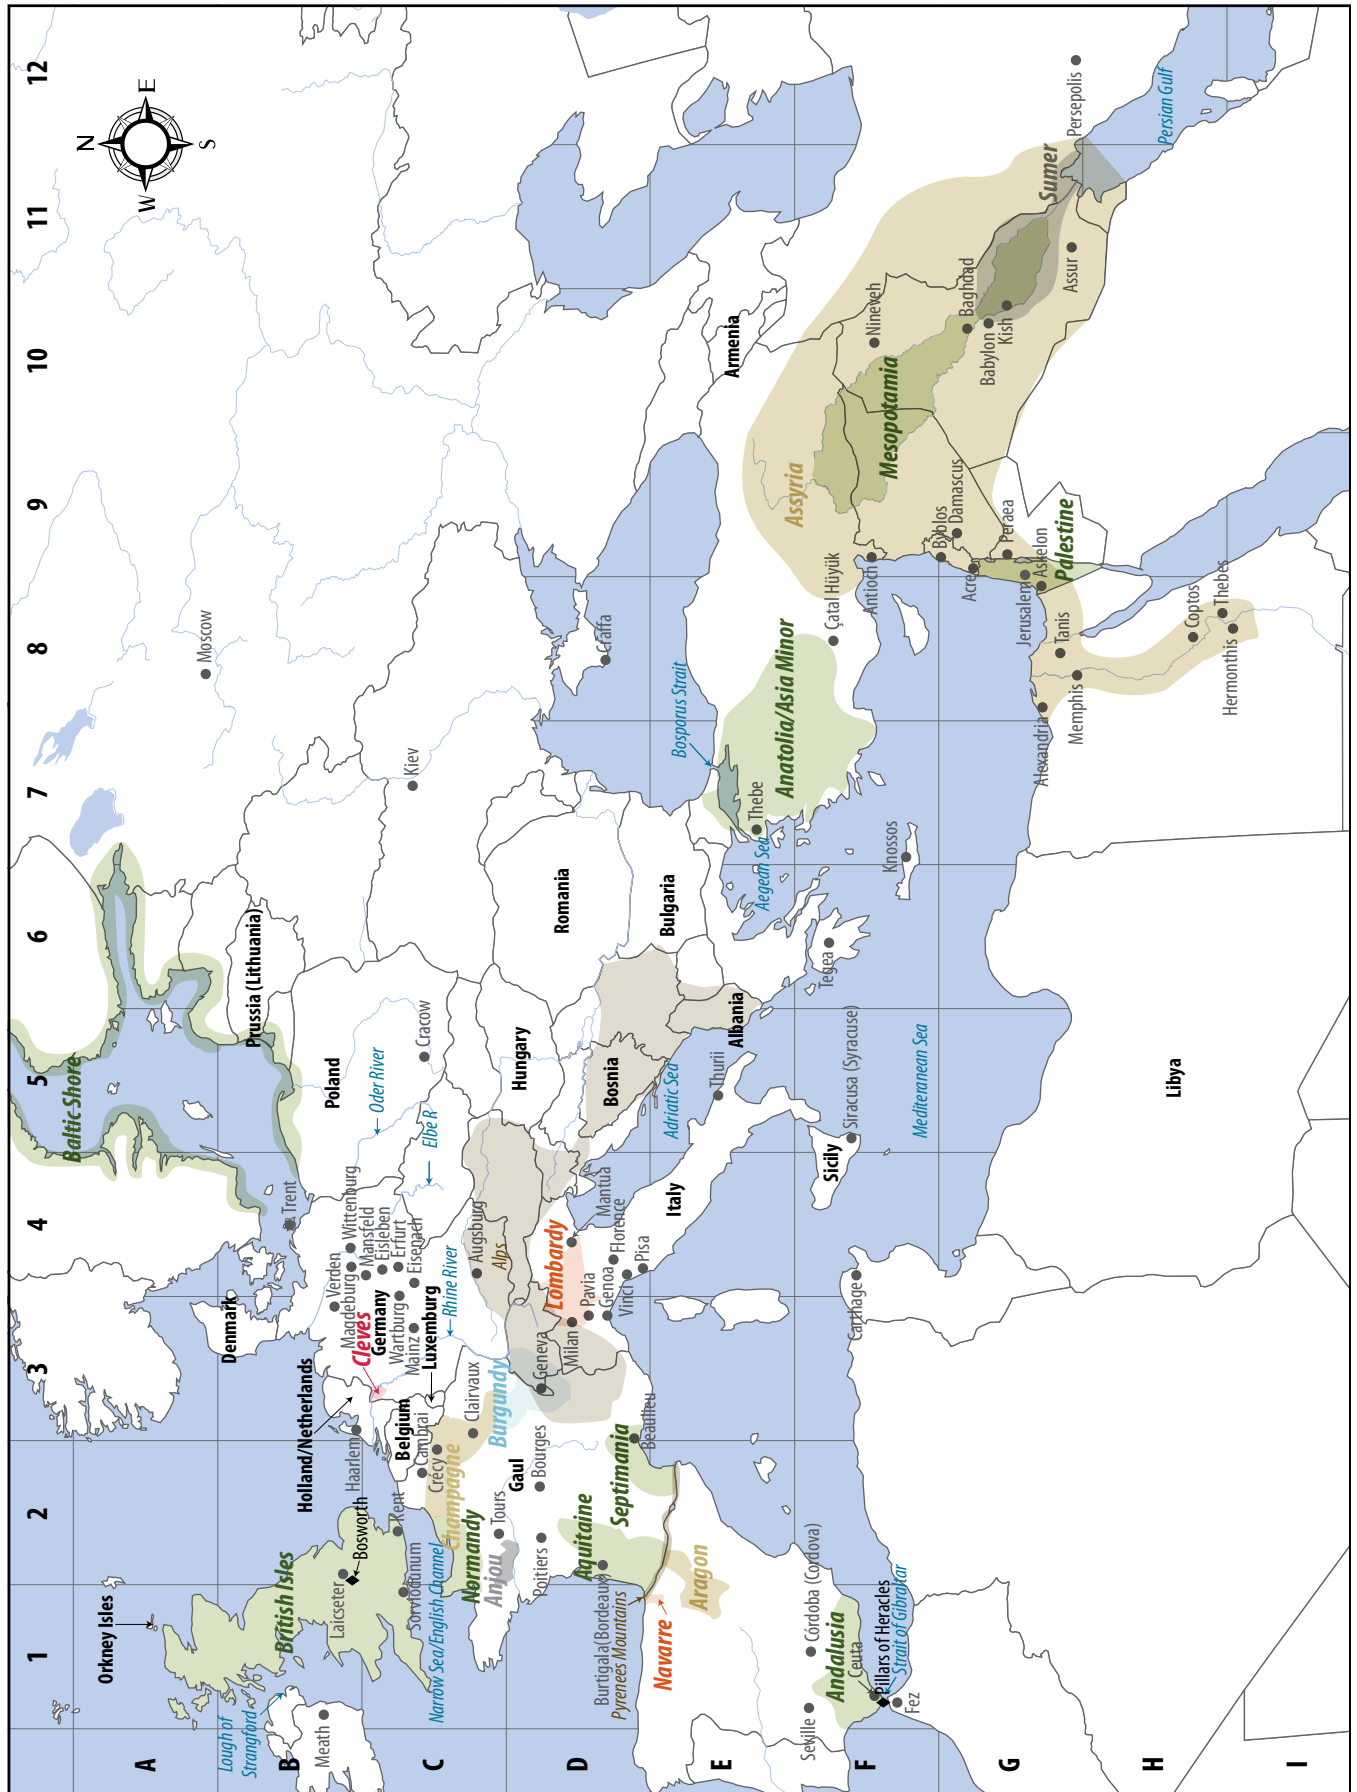 1
2
3
4
5
6
7
8
9
10
11
12
A
B
C
D
E
F
G
H
I
N
E
S
W
Orkney Isles
Baltic Shore
Moscow
Lough of
Strangford
Meath
British Isles
Laicseter
Bosworth
Denmark
Trent
Prussia (Lithuania)
Holland/Netherlands
Haarlem
Verden
Magdeburg
Wittenburg
Mansfeld
Eisleben
Erfurt
Eisenach
Cleves
Germany
Wartburg
Mainz
Luxemburg
Poland
Oder River
Elbe R
Cracow
Kiev
Kent
Sorviodunum
Narrow Sea/English Channel
Belgium
Cambrai
Crécy
Champagne
Clairvaux
Rhine River
Normandy
Anjou
Tours
Gaul
Bourges
Poitiers
Burgundy
Geneva
Augsburg
Alps
Hungary
Romania
Craffa
Aquitaine
Burtigala(Bordeaux)
Pyrenees Mountains
Septimania
Beaulieu
Milan
Lombardy
Pavia
Genoa
Vinci
Mantua
Florence
Pisa
Bosnia
Navarre
Aragon
Italy
Adriatic Sea
Thurii
Albania
Bulgaria
Bosporus Strait
Armenia
Aegean Sea
Thebe
Anatolia/Asia Minor
Assyria
Seville
Córdoba (Cordova)
Andalusia
Ceuta
Pillars of Heracles
Strait of Gibralkar
Fez
Carthage
Sicily
Siracusa (Syracuse)
Tegea
Knossos
Çatal Hüyük
Antioch
Mesopotamia
Nineveh
Mediteranean Sea
Byblos
Damascus
Acre
Baghdad
Babylon
Kish
Peraea
Jerusalem
Askelon
Palestine
Alexandria
Tanis
Memphis
Assur
Sumer
Persepolis
Persian Gulf
Libya
Coptos
Thebes
Hermonthis